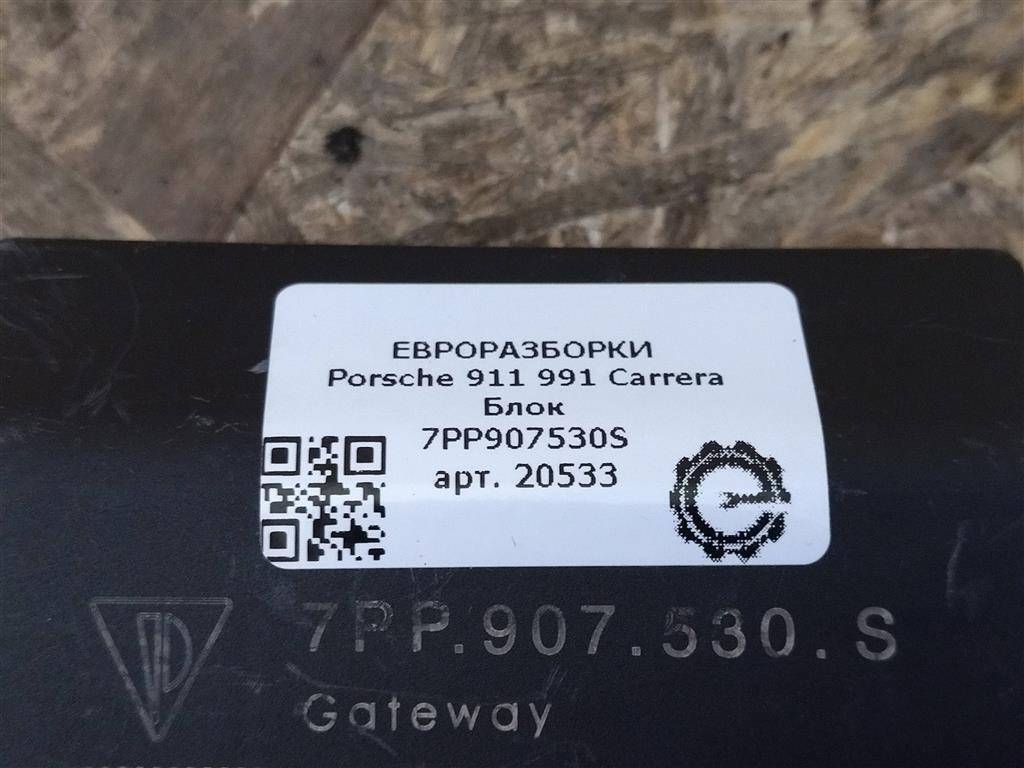 ЕВРОРАЗБОРКИ
Porsche 911 991 Carrera
Блок
7PP907530S
арт. 20533
7PP.907.530.S
Gateway